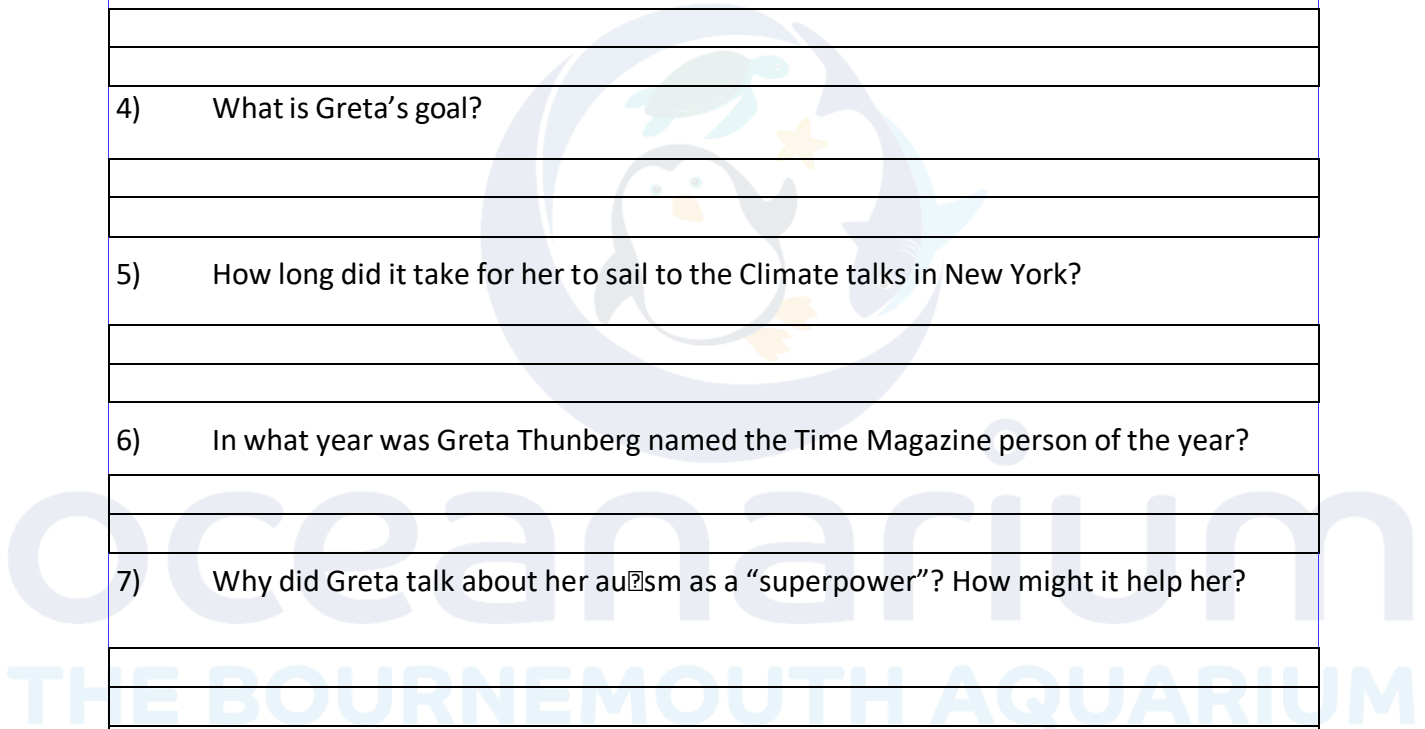 4) What is Greta’s goal?
5) How long did it take for her to sail to the Climate talks in New York?
6) In what year was Greta Thunberg named the Time Magazine person of the year?
oceanarium
7) Why did Greta talk about her au⍰sm as a “superpower”? How might it help her?
THE BOURNEMOUTH AQUARIUM